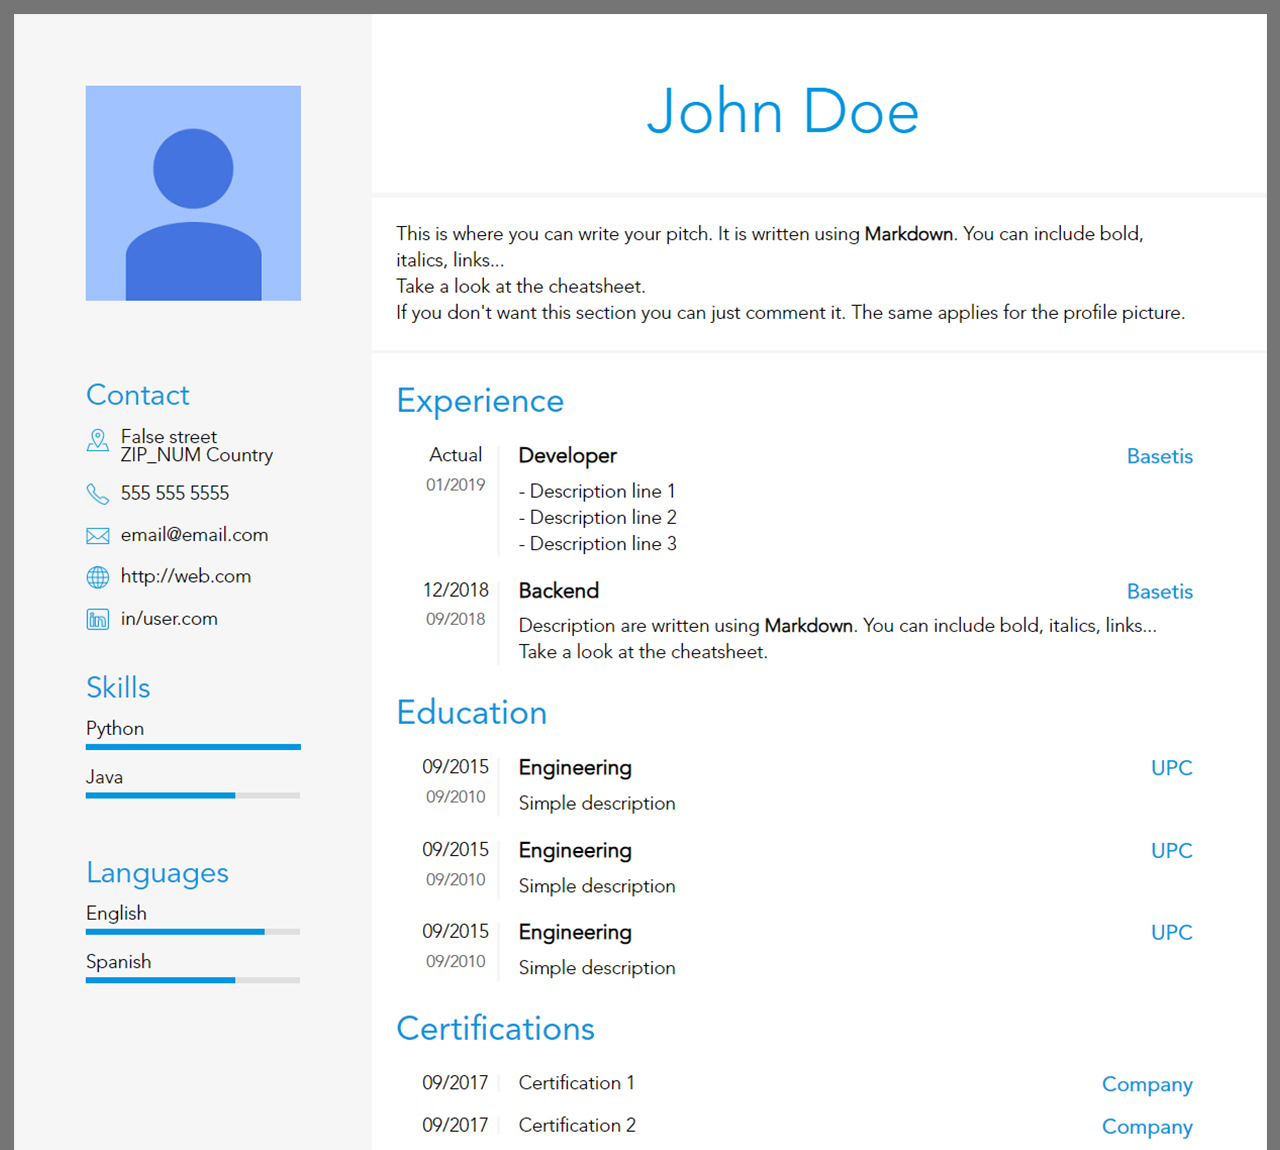 John Doe
This is where you can write your pitch. It is written using Markdown. You can include bold,
italics, links...
Take a look at the cheatsheet.
If you don't want this section you can just comment it. The same applies for the profile picture.
Contact
False street
ZIP_NUM Country
555 555 5555
email@email.com
http://web.com
in
in/user.com
Skills
Python
Java
Languages
English
Spanish
Experience
Actual Developer Basetis
01/2019
- Description line 1
- Description line 2
- Description line 3
12/2018 Backend Basetis
09/2018
Description are written using Markdown. You can include bold, italics, links...
Take a look at the cheatsheet.
Education
09/2015 Engineering UPC
09/2010 Simple description
09/2015 Engineering UPC
09/2010 Simple description
09/2015 Engineering UPC
09/2010 Simple description
Certifications
09/2017 Certification 1 Company
09/2017 Certification 2 Company